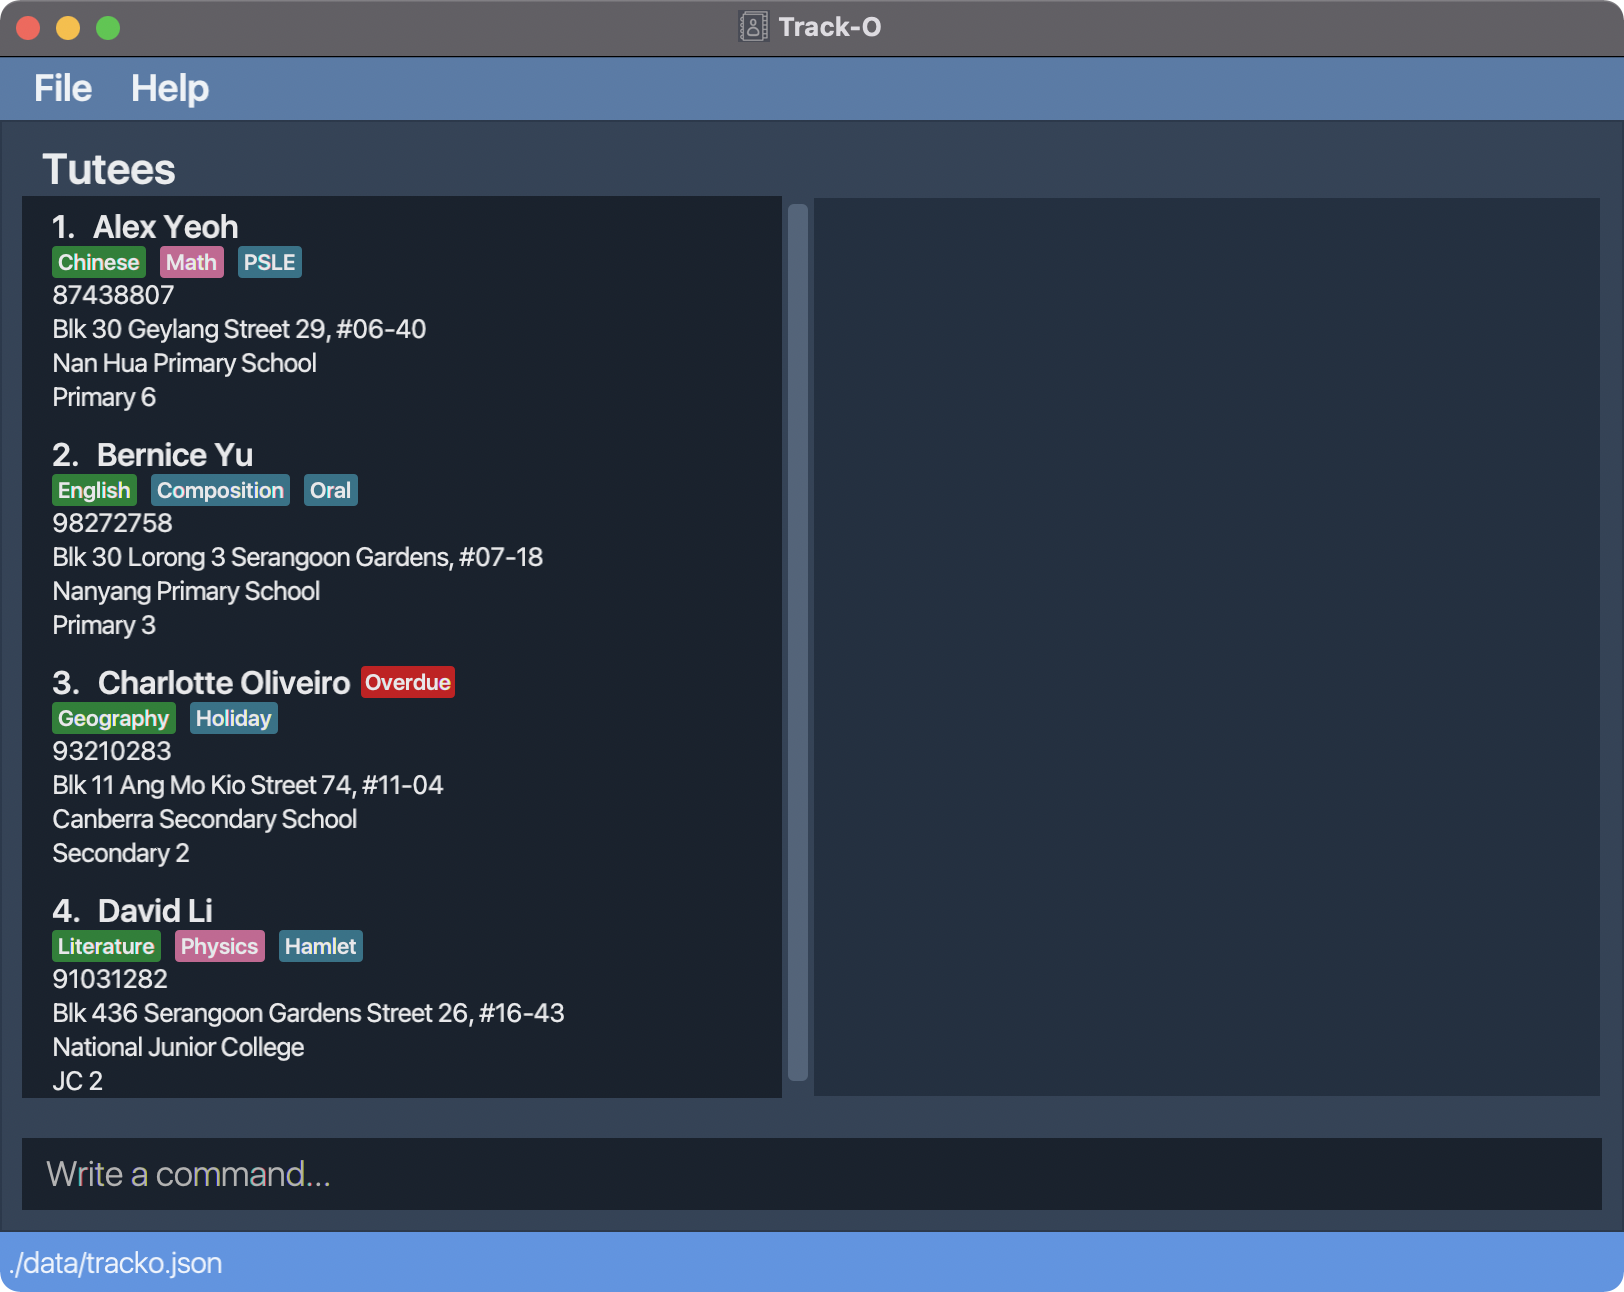 Track-O
File Help
Tutees
1. Alex Yeoh
Chinese Math PSLE
87438807
Blk 30 Geylang Street 29, #06-40
Nan Hua Primary School
Primary 6
2. Bernice Yu
English Composition Oral
98272758
Blk 30 Lorong 3 Serangoon Gardens, #07-18
Nanyang Primary School
Primary 3
3. Charlotte Oliveiro Overdue
Geography Holiday
93210283
Blk 11 Ang Mo Kio Street 74, #11-04
Canberra Secondary School
Secondary 2
4. David Li
Literature Physics Hamlet
91031282
Blk 436 Serangoon Gardens Street 26, #16-43
National Junior College
JC 2
Write a command...
./data/tracko.json